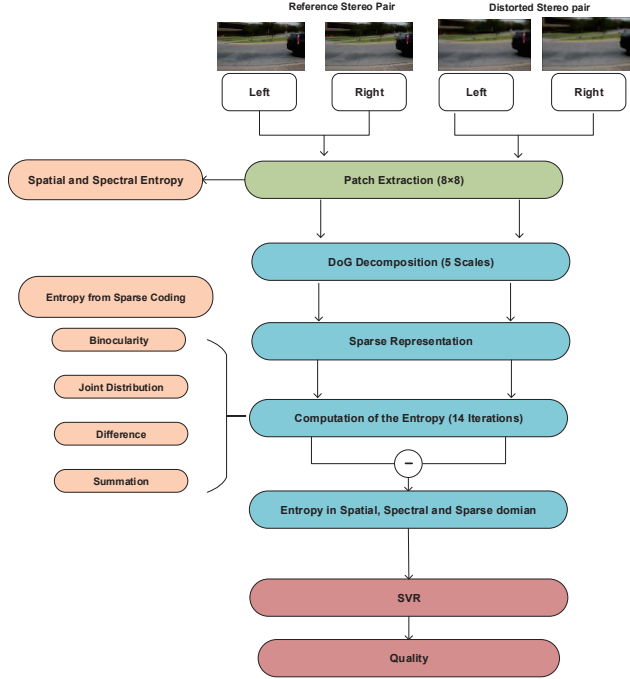 Reference Stereo Pair
Distorted Stereo pair
Left
Right
Left
Right
Spatial and Spectral Entropy
Patch Extraction (8×8)
DoG Decomposition (5 Scales)
Entropy from Sparse Coding
Binocularity
Sparse Representation
Joint Distribution
Computation of the Entropy (14 Iterations)
Difference
Summation
Entropy in Spatial, Spectral and Sparse domian
SVR
Quality